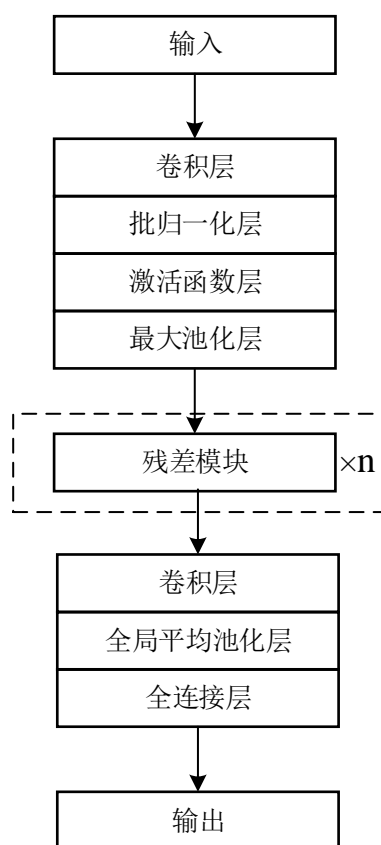 输入
卷积层
批归一化层
激活函数层
最大池化层
残差模块 ×n
卷积层
全局平均池化层
全连接层
输出